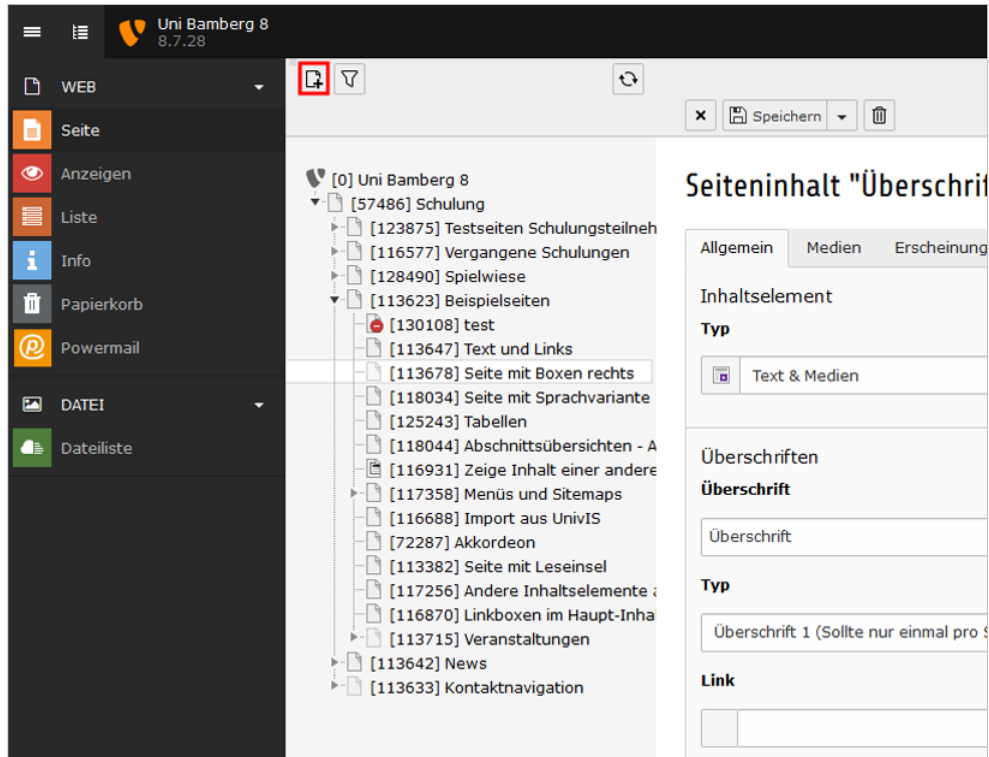 Uni Bamberg 8
8.7.28
WEB
Seite
Anzeigen
Liste
Info
Papierkorb
Powermail
DATEI
Dateiliste
[0] Uni Bamberg 8
[57486] Schulung
[123875] Testseiten Schulungsteilneh
[116577] Vergangene Schulungen
[128490] Spielwiese
[113623] Beispielseiten
[130108] test
[113647] Text und Links
[113678] Seite mit Boxen rechts
[118034] Seite mit Sprachvariante
[125243] Tabellen
[118044] Abschnittsübersichten - A
[116931] Zeige Inhalt einer andere
[117358] Menüs und Sitemaps
[116688] Import aus UnivIS
[72287] Akkordeon
[113382] Seite mit Leseinsel
[117256] Andere Inhaltselemente a
[116870] Linkboxen im Haupt-Inha
[113715] Veranstaltungen
[113642] News
[113633] Kontaktnavigation
Speichern
Seiteninhalt "Überschrif
Allgemein Medien Erscheinung
Inhaltselement
Typ
Text & Medien
Überschriften
Überschrift
Überschrift
Typ
Überschrift 1 (Sollte nur einmal pro S
Link